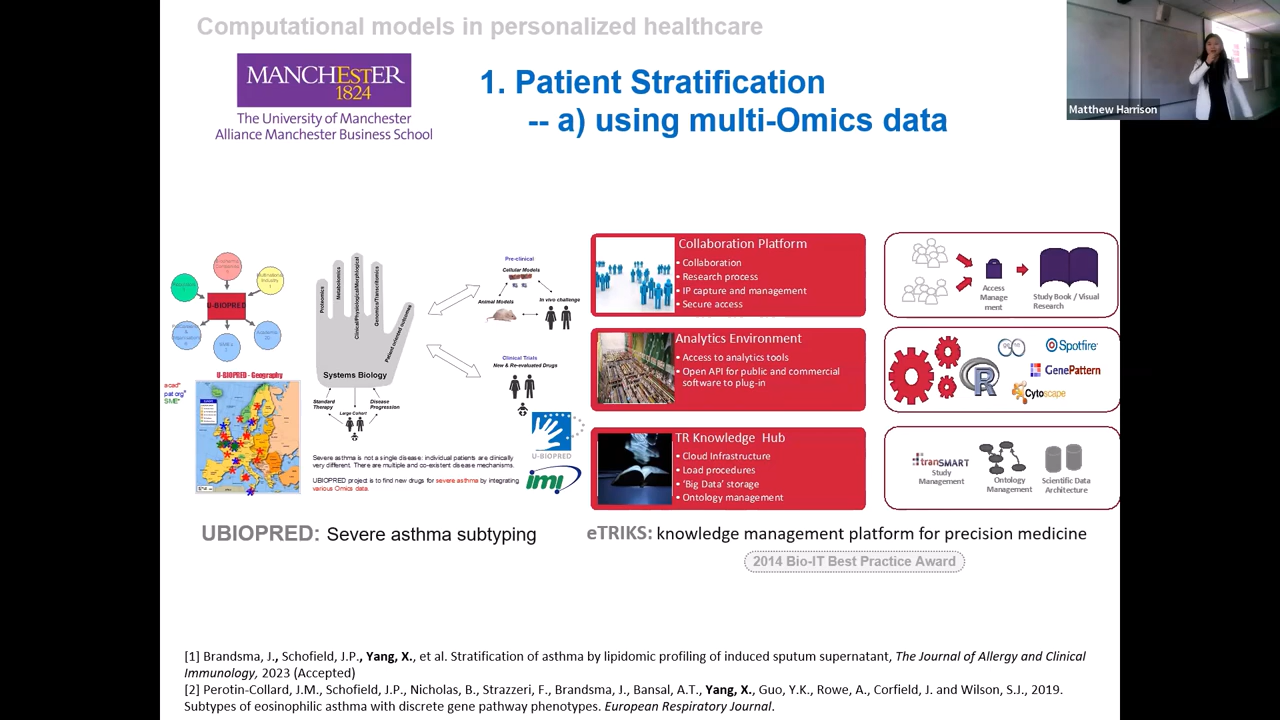 Computational models in personalized healthcare
MANCHESTER
1824
The University of Manchester
Alliance Manchester Business School
1. Patient Stratification
-- a) using multi-Omics data
Matthew Harrison
U-BIOPRED
U-BIOPRED - Geography
acad*
pat org*
SME*
Proteomics
Metabolomics
Clinical/Physiological/Morphological
Genomics/Transcriptomics
Patient oriented outcomes
Systems Biology
Standard
Therapy
Large Cohort
Disease
Progression
Pre-clinical
Cellular Models
Animal Models
In vivo challenge
Clinical Trials
New & Re-evaluated Drugs
U-BIOPRED
imi
Severe asthma is not a single disease: individual patients are clinically
very different. There are multiple and co-existent disease mechanisms.
UBIOPRED project is to find new drugs for severe asthma by integrating
various Omics data.
UBIOPRED: Severe asthma subtyping
Collaboration Platform
• Collaboration
• Research process
• IP capture and management
• Secure access
Access
Manage
ment
Study Book / Visual
Research
Analytics Environment
• Access to analytics tools
• Open API for public and commercial
software to plug-in
R
Spotfire
GenePattern
Cytoscape
TR Knowledge Hub
• Cloud Infrastructure
• Load procedures
• ‘Big Data’ storage
• Ontology management
tranSMART
Study
Management
Ontology
Management
Scientific Data
Architecture
eTRIKS: knowledge management platform for precision medicine
2014 Bio-IT Best Practice Award
[1] Brandsma, J., Schofield, J.P., Yang, X., et al. Stratification of asthma by lipidomic profiling of induced sputum supernatant, The Journal of Allergy and Clinical
Immunology, 2023 (Accepted)
[2] Perotin-Collard, J.M., Schofield, J.P., Nicholas, B., Strazzeri, F., Brandsma, J., Bansal, A.T., Yang, X., Guo, Y.K., Rowe, A., Corfield, J. and Wilson, S.J., 2019.
Subtypes of eosinophilic asthma with discrete gene pathway phenotypes. European Respiratory Journal.